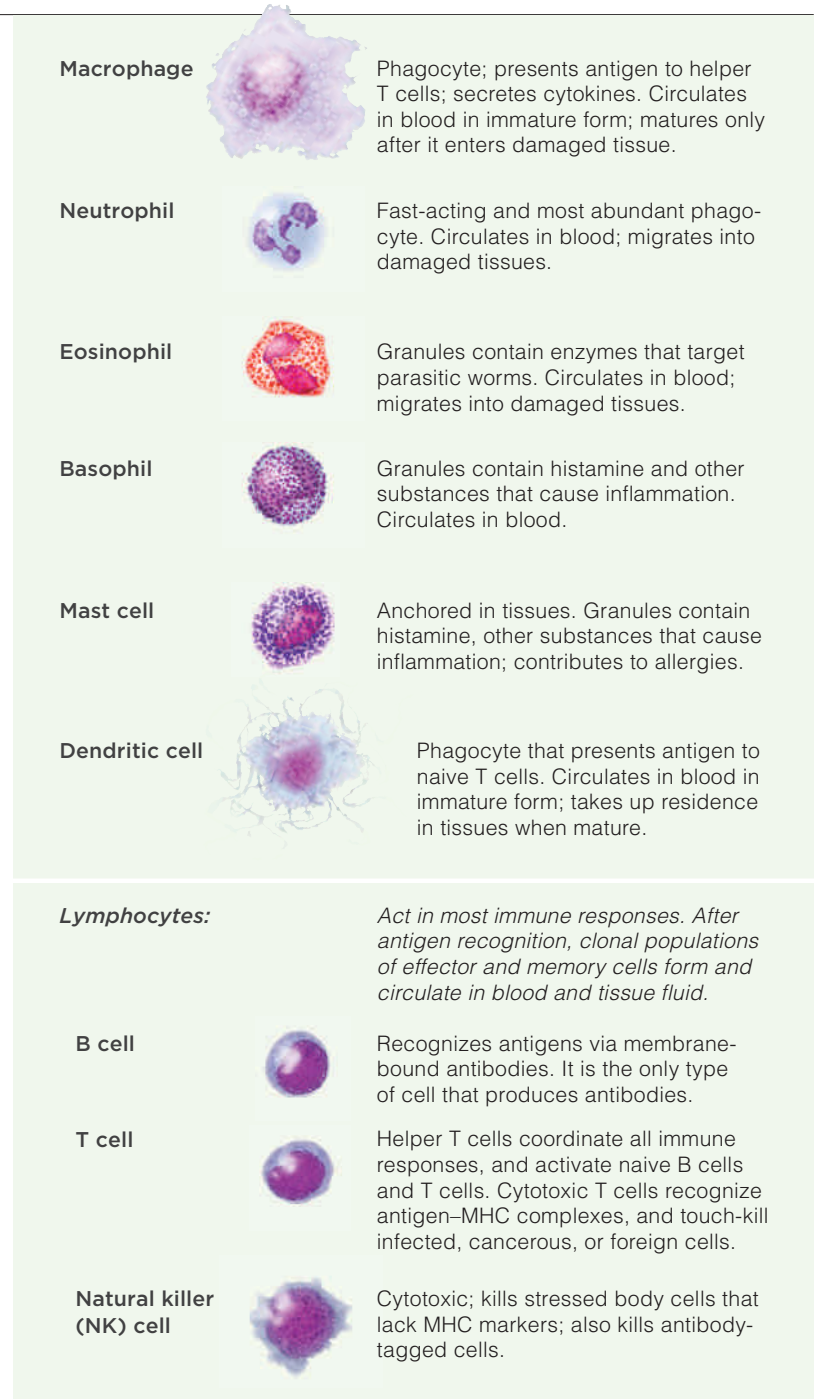 Macrophage
Phagocyte; presents antigen to helper
T cells; secretes cytokines. Circulates
in blood in immature form; matures only
after it enters damaged tissue.
Neutrophil
Fast-acting and most abundant phago-
cyte. Circulates in blood; migrates into
damaged tissues.
Eosinophil
Granules contain enzymes that target
parasitic worms. Circulates in blood;
migrates into damaged tissues.
Basophil
Granules contain histamine and other
substances that cause inflammation.
Circulates in blood.
Mast cell
Anchored in tissues. Granules contain
histamine, other substances that cause
inflammation; contributes to allergies.
Dendritic cell
Phagocyte that presents antigen to
naive T cells. Circulates in blood in
immature form; takes up residence
in tissues when mature.
Lymphocytes:
Act in most immune responses. After
antigen recognition, clonal populations
of effector and memory cells form and
circulate in blood and tissue fluid.
B cell
Recognizes antigens via membrane-
bound antibodies. It is the only type
of cell that produces antibodies.
T cell
Helper T cells coordinate all immune
responses, and activate naive B cells
and T cells. Cytotoxic T cells recognize
antigen–MHC complexes, and touch-kill
infected, cancerous, or foreign cells.
Natural killer
(NK) cell
Cytotoxic; kills stressed body cells that
lack MHC markers; also kills antibody-
tagged cells.